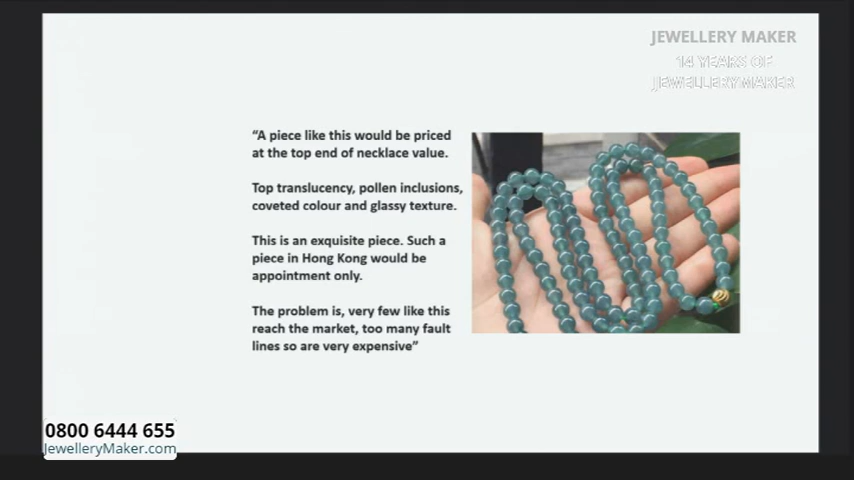 JEWELLERY MAKER
14 YEARS OF
JEWELLERYMAKER
“A piece like this would be priced
at the top end of necklace value.
Top translucency, pollen inclusions,
coveted colour and glassy texture.
This is an exquisite piece. Such a
piece in Hong Kong would be
appointment only.
The problem is, very few like this
reach the market, too many fault
lines so are very expensive”
0800 6444 655
JewelleryMaker.com